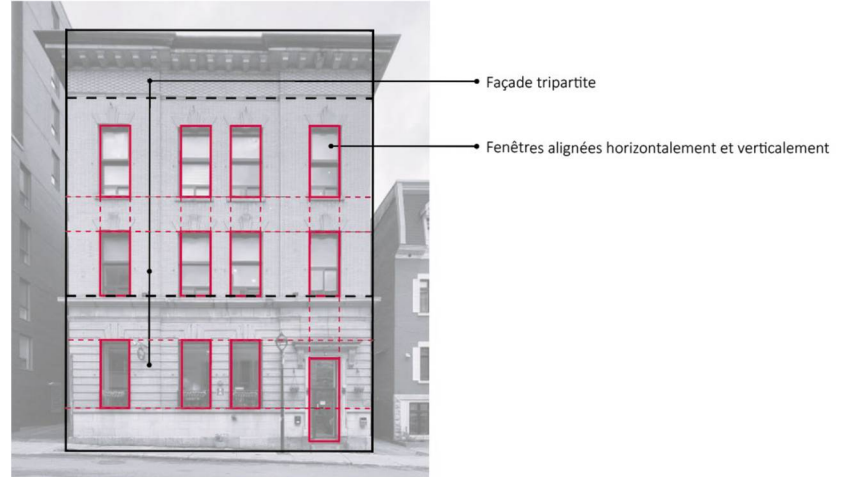 Façade tripartite
Fenêtres alignées horizontalement et verticalement